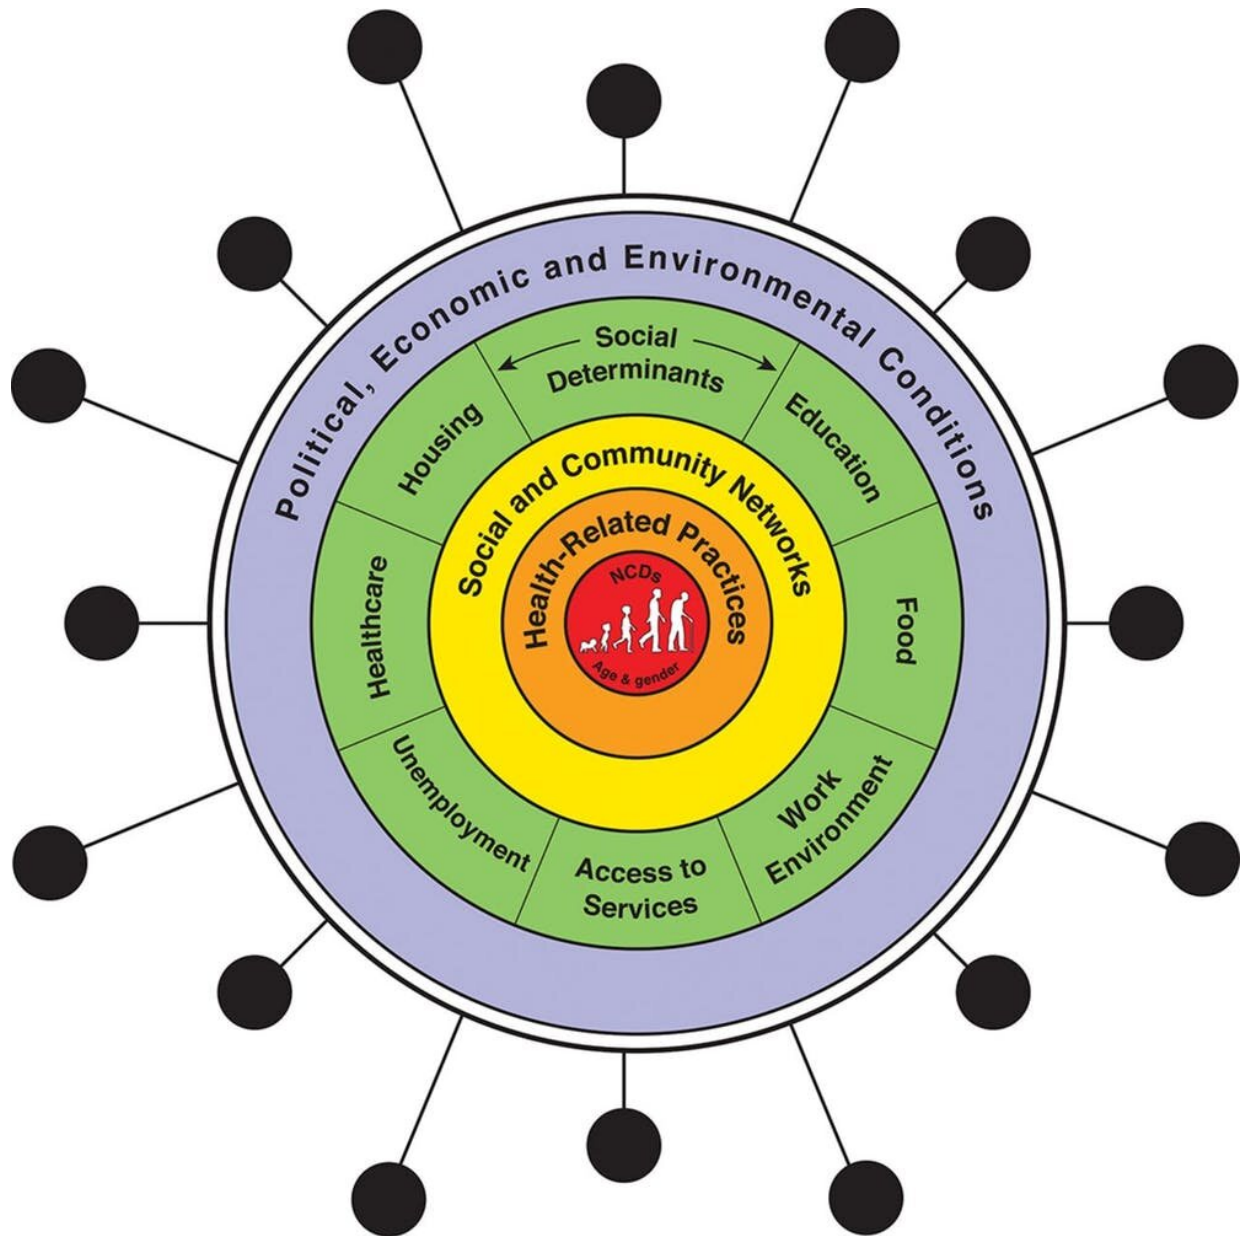 Political, Economic and Environmental Conditions
Social
Determinants
Housing
Education
Healthcare
Food
Unemployment
Work
Environment
Access to
Services
Social and Community Networks
Health-Related Practices
NCDs
Age & gender